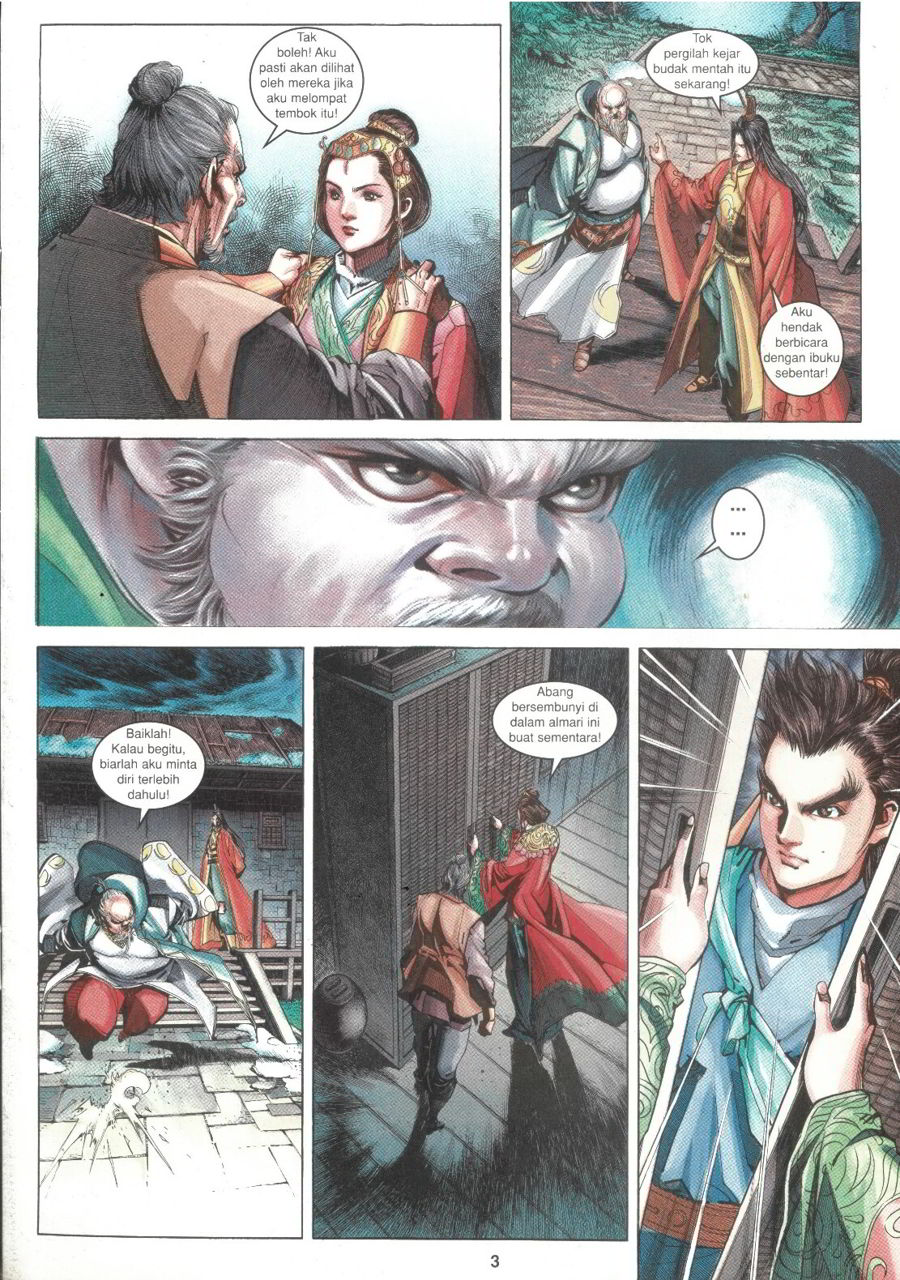 Tak
boleh! Aku
pasti akan dilihat
oleh mereka jika
aku melompat
tembok itu!
Tok
pergilah kejar
budak mentah itu
sekarang!
Aku
hendak
berbicara
dengan ibuku
sebentar!
...
...
Baiklah!
Kalau begitu,
biarlah aku minta
diri terlebih
dahulu!
Abang
bersembunyi di
dalam almari ini
buat sementara!
3